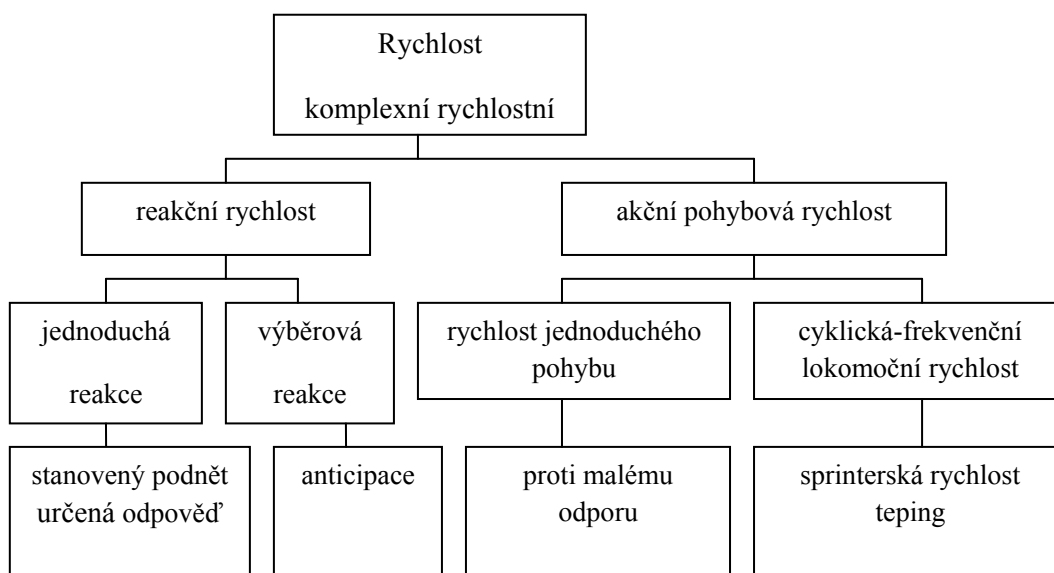 Rychlost
komplexní rychlostní
reakční rychlost
akční pohybová rychlost
jednoduchá
reakce
výběrová
reakce
rychlost jednoduchého
pohybu
cyklická-frekvenční
lokomoční rychlost
stanovený podnět
určená odpověď
anticipace
proti malému
odporu
sprinterská rychlost
teping